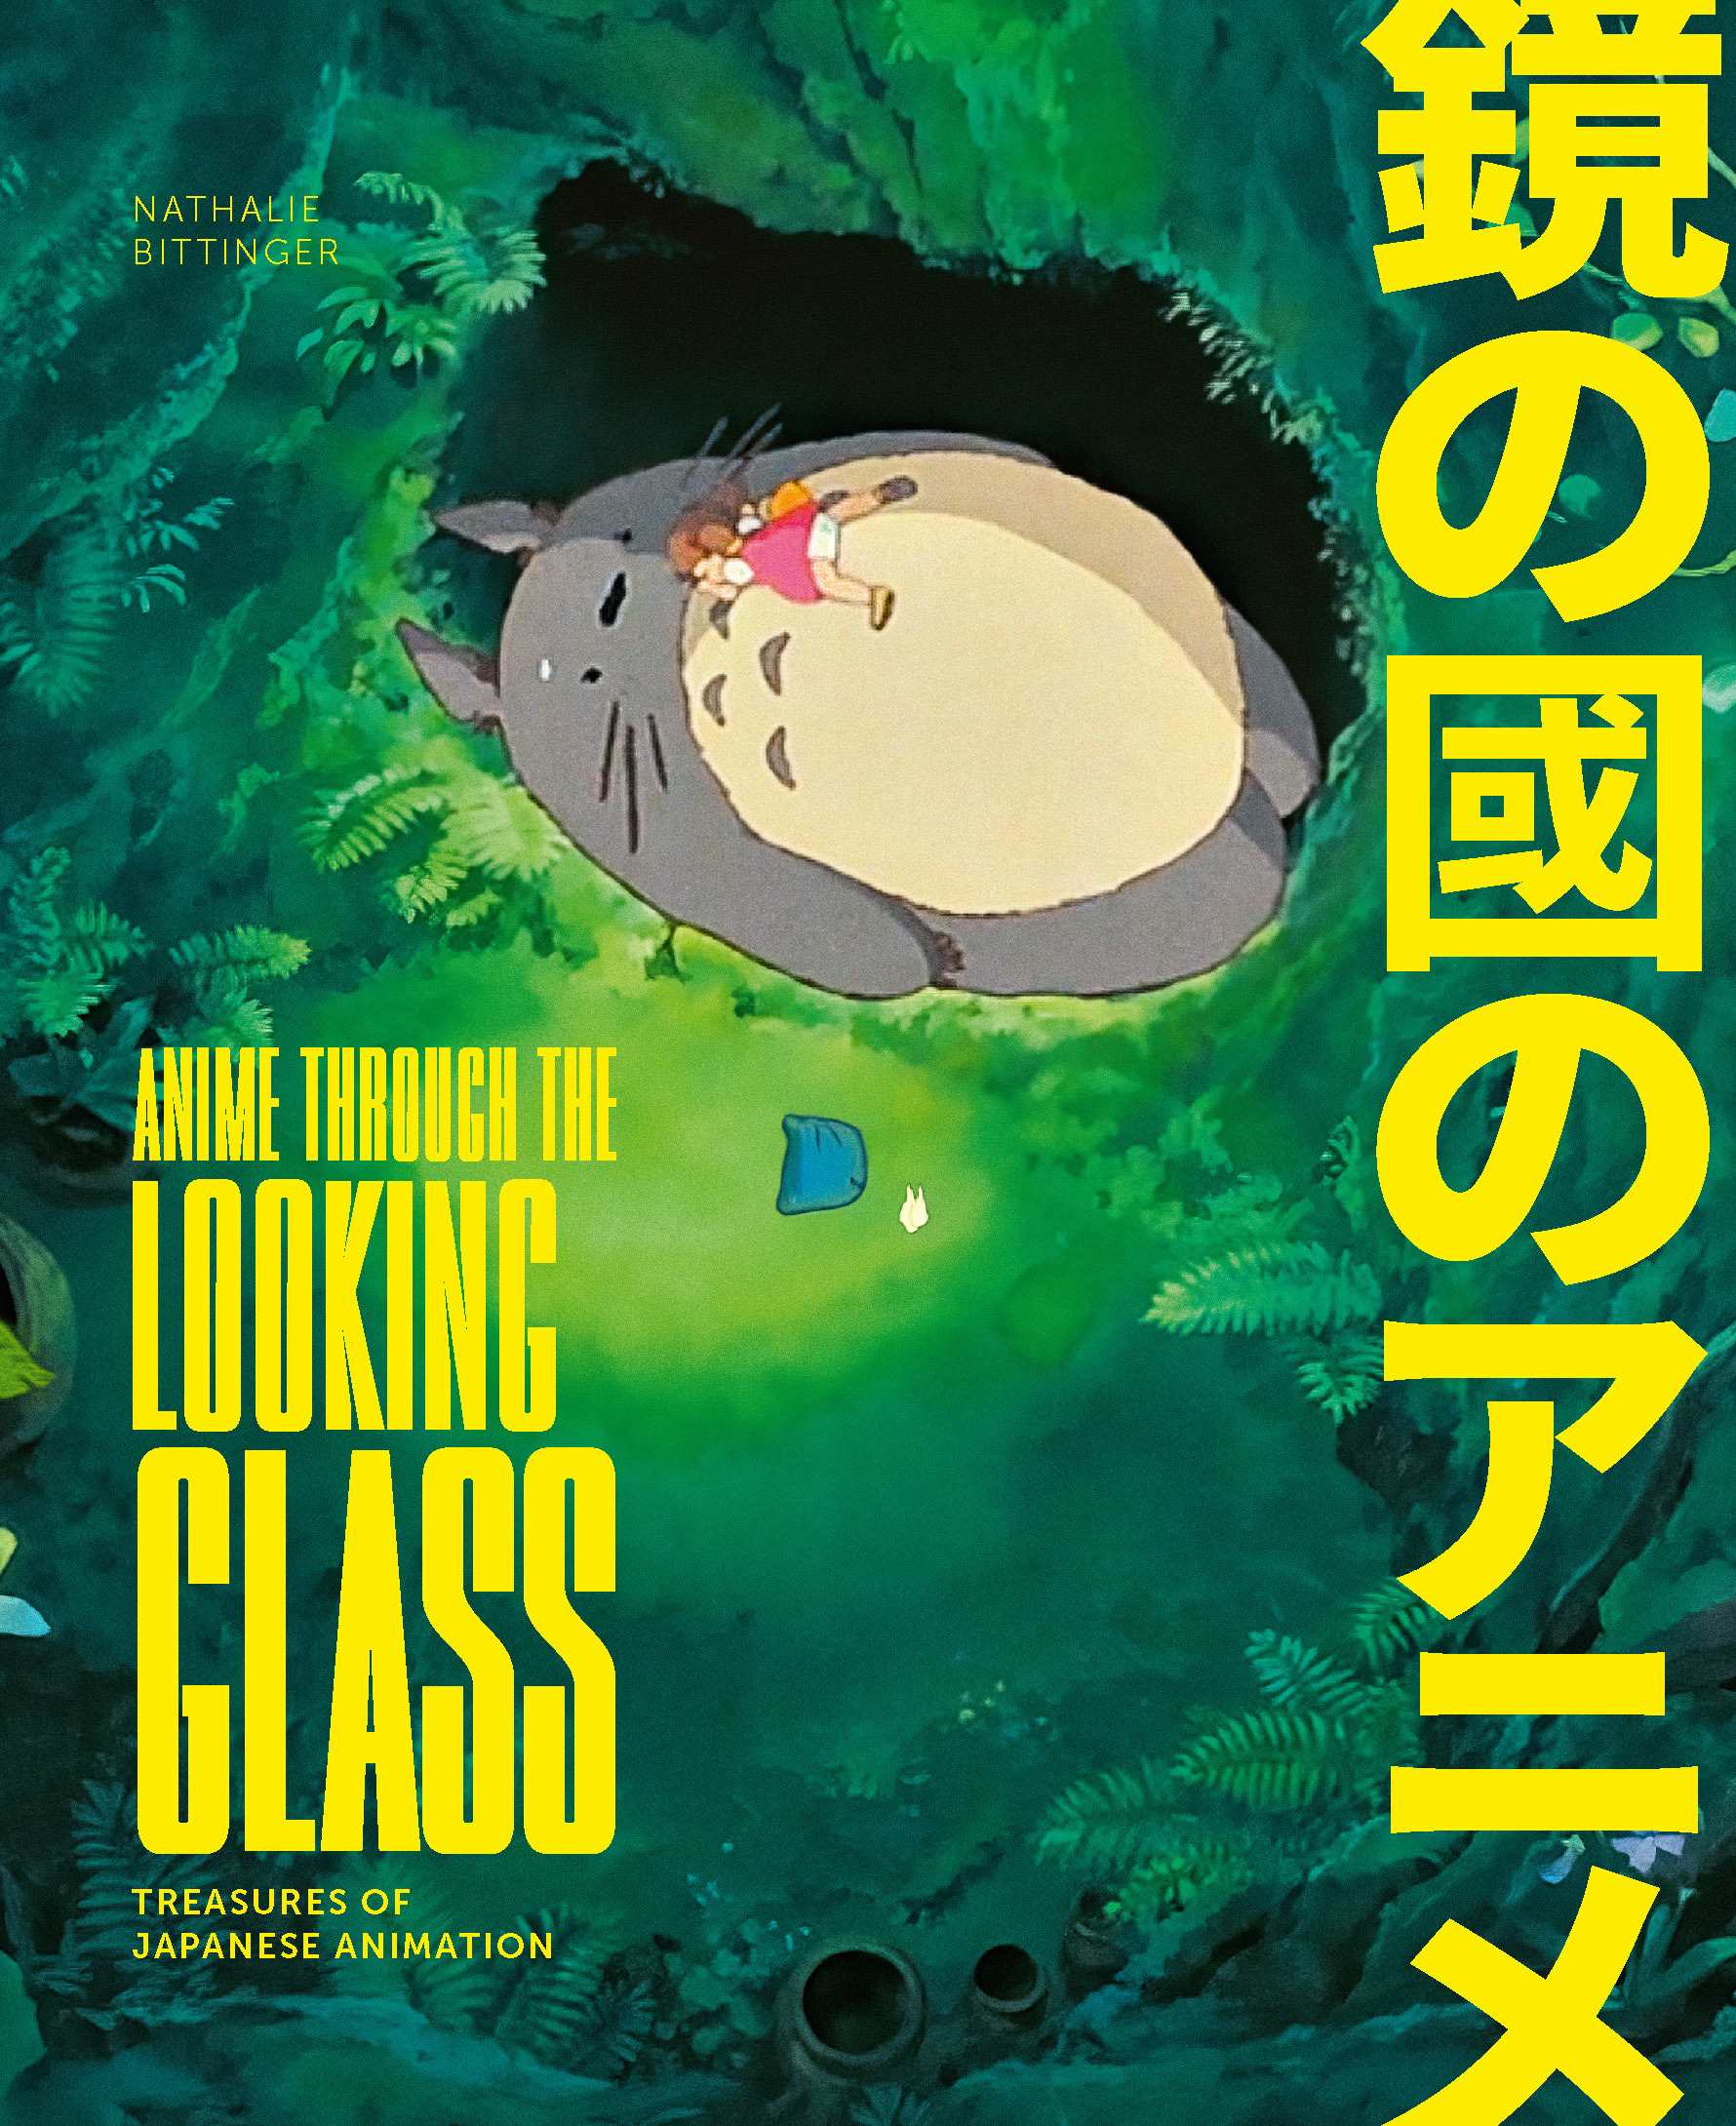 NATHALIE
BITTINGER
ANIME THROUGH THE
LOOKING
GLASS
TREASURES OF
JAPANESE ANIMATION
鏡の國のアニメ